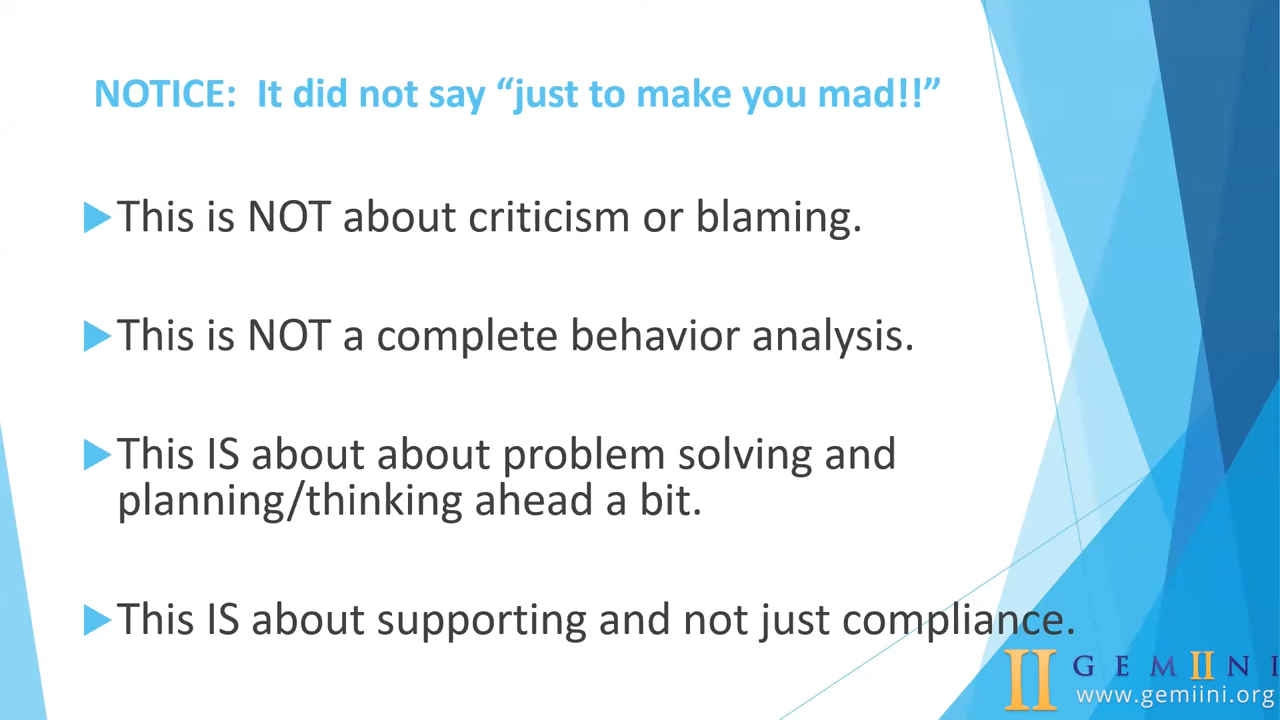 NOTICE:  It did not say “just to make you mad!!”
This is NOT about criticism or blaming.
This is NOT a complete behavior analysis.
This IS about about problem solving and
planning/thinking ahead a bit.
This IS about supporting and not just compliance.
II GEMIINI
www.gemiini.org